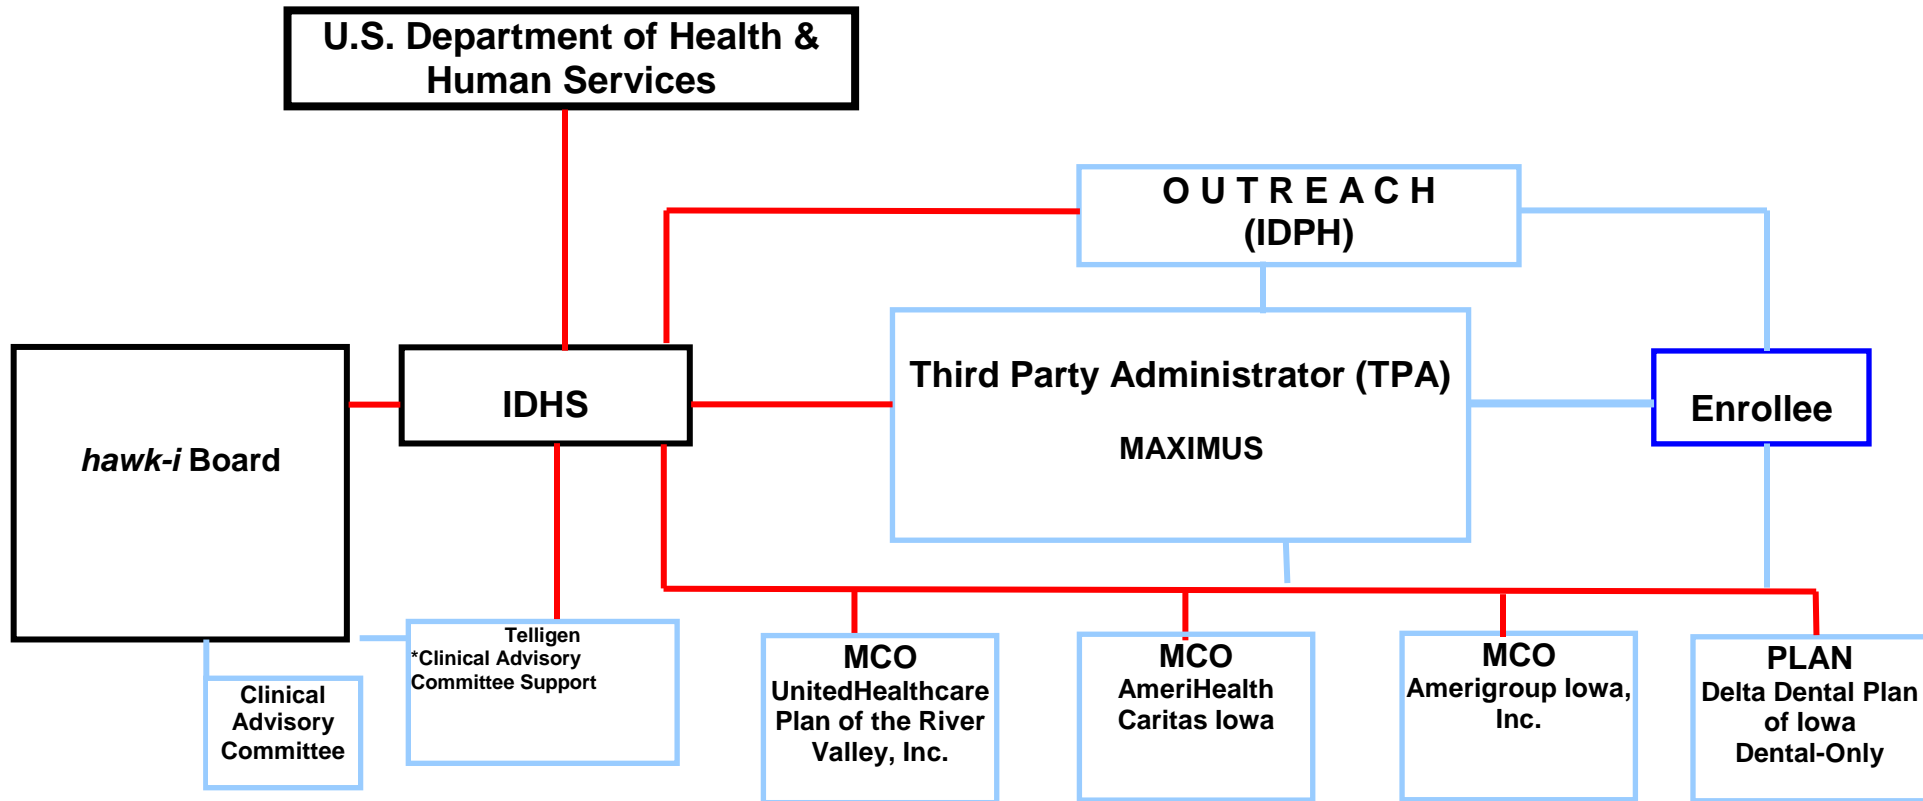 U.S. Department of Health &
Human Services
O U T R E A C H
(IDPH)
Third Party Administrator (TPA)
MAXIMUS
IDHS
Enrollee
hawk-i Board
Telligen
*Clinical Advisory
Committee Support
Clinical
Advisory
Committee
MCO
UnitedHealthcare
Plan of the River
Valley, Inc.
MCO
AmeriHealth
Caritas Iowa
MCO
Amerigroup Iowa,
Inc.
PLAN
Delta Dental Plan
of Iowa
Dental-Only